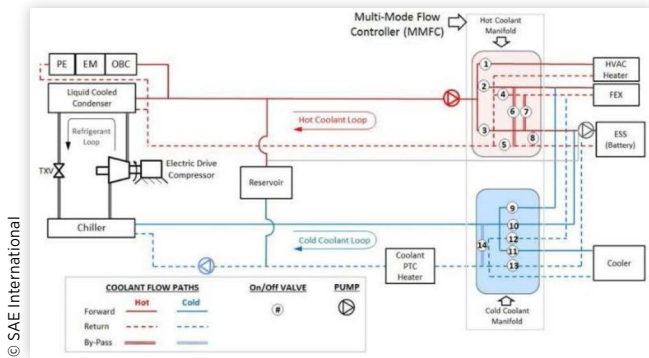 Multi-Mode Flow
Controller (MMFC)
Hot Coolant
Manifold
PE EM OBC
Liquid Cooled
Condenser
Refrigerant
Loop
TXV
Electric Drive
Compressor
Chiller
Hot Coolant Loop
Reservoir
Cold Coolant Loop
Coolant
PTC
Heater
1
2
3
4
5
6
7
8
HVAC
Heater
FEX
ESS
(Battery)
9
10
12
14
11
13
Cooler
Cold Coolant
Manifold
COOLANT FLOW PATHS
Hot Cold
Forward
Return
By-Pass
On/Off VALVE
#
PUMP
© SAE International